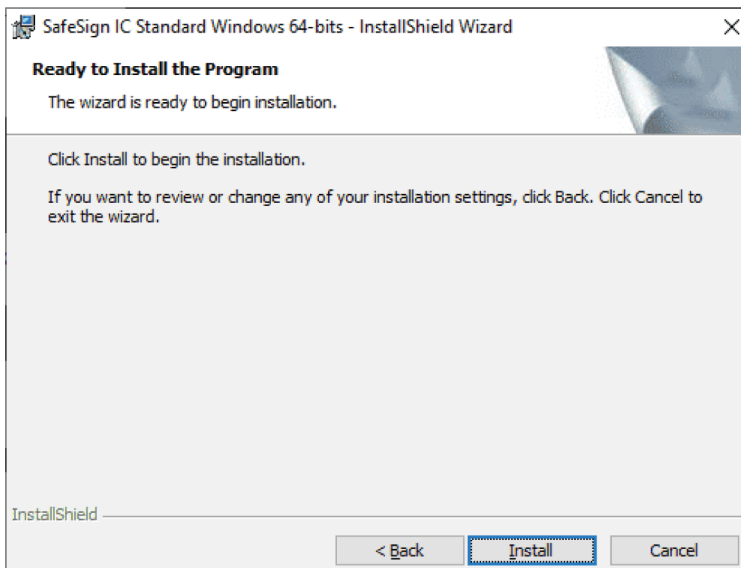 SafeSign IC Standard Windows 64-bits - InstallShield Wizard
Ready to Install the Program
The wizard is ready to begin installation.
Click Install to begin the installation.
If you want to review or change any of your installation settings, click Back. Click Cancel to
exit the wizard.
InstallShield
< Back
Install
Cancel